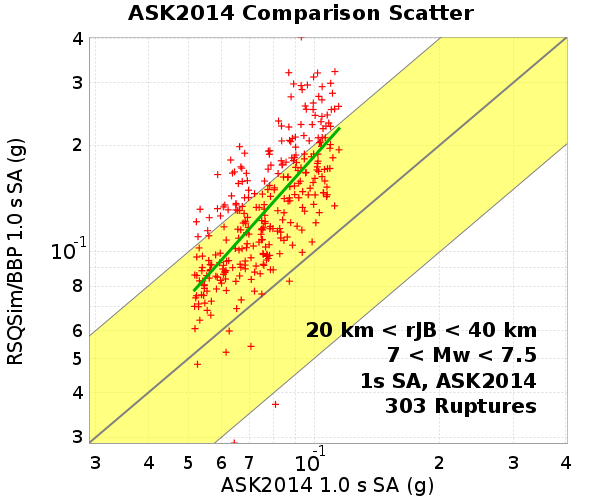 ASK2014 Comparison Scatter
RSQSim/BBP 1.0 s SA (g)
4
3
2
10-1
8
6
5
4
3
20 km < rJB < 40 km
7 < Mw < 7.5
1s SA, ASK2014
303 Ruptures
3 4 5 6 7 10-1 2 3 4
ASK2014 1.0 s SA (g)